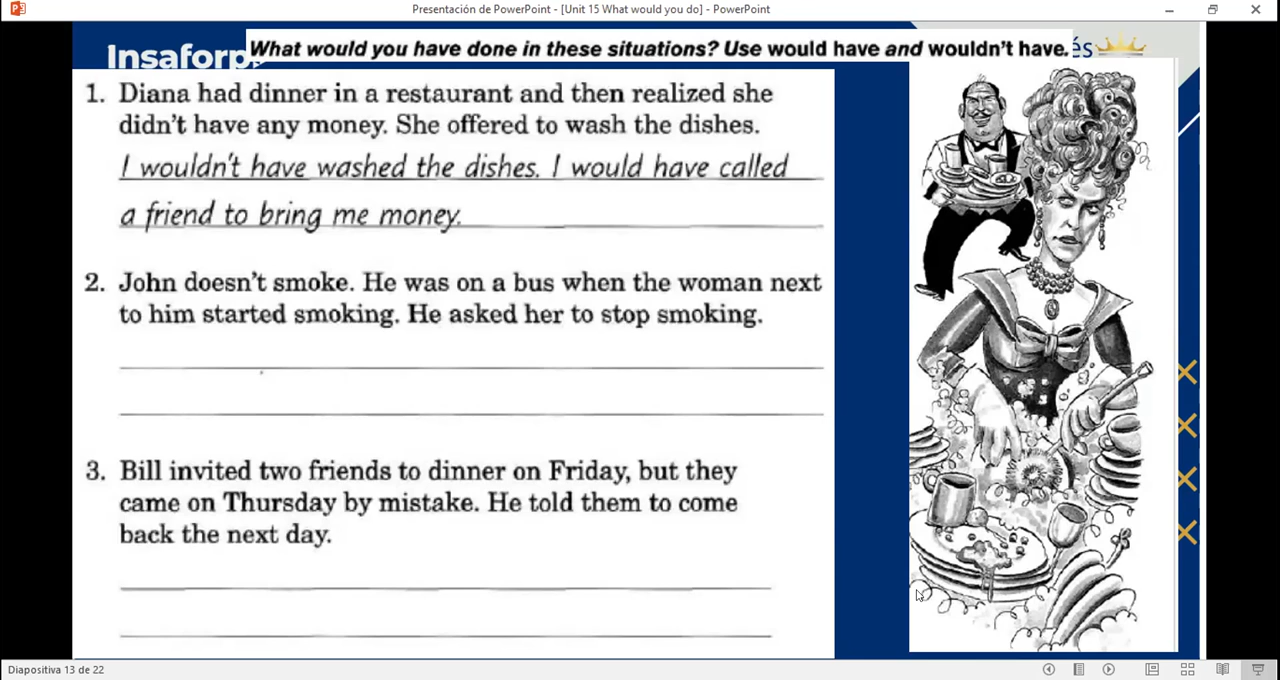 Presentación de PowerPoint - [Unit 15 What would you do] - PowerPoint
Insaforp
What would you have done in these situations? Use would have and wouldn't have.
és
1. Diana had dinner in a restaurant and then realized she
didn't have any money. She offered to wash the dishes.
I wouldn't have washed the dishes. I would have called
a friend to bring me money.
2. John doesn't smoke. He was on a bus when the woman next
to him started smoking. He asked her to stop smoking.
3. Bill invited two friends to dinner on Friday, but they
came on Thursday by mistake. He told them to come
back the next day.
Diapositiva 13 de 22